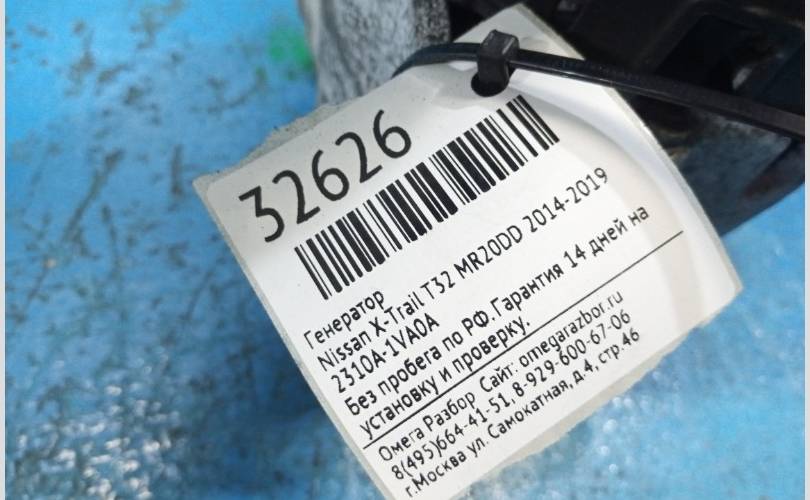 32626
Генератор
Nissan X-Trail T32 MR20DD 2014-2019
2310A-1VA0A
Без пробега по РФ.Гарантия 14 дней на
установку и проверку.
Омега Разбор Сайт: omegarazbor.ru
8(495)664-41-51, 8-929-600-67-06
г.Москва ул. Самокатная, д.4, стр.46